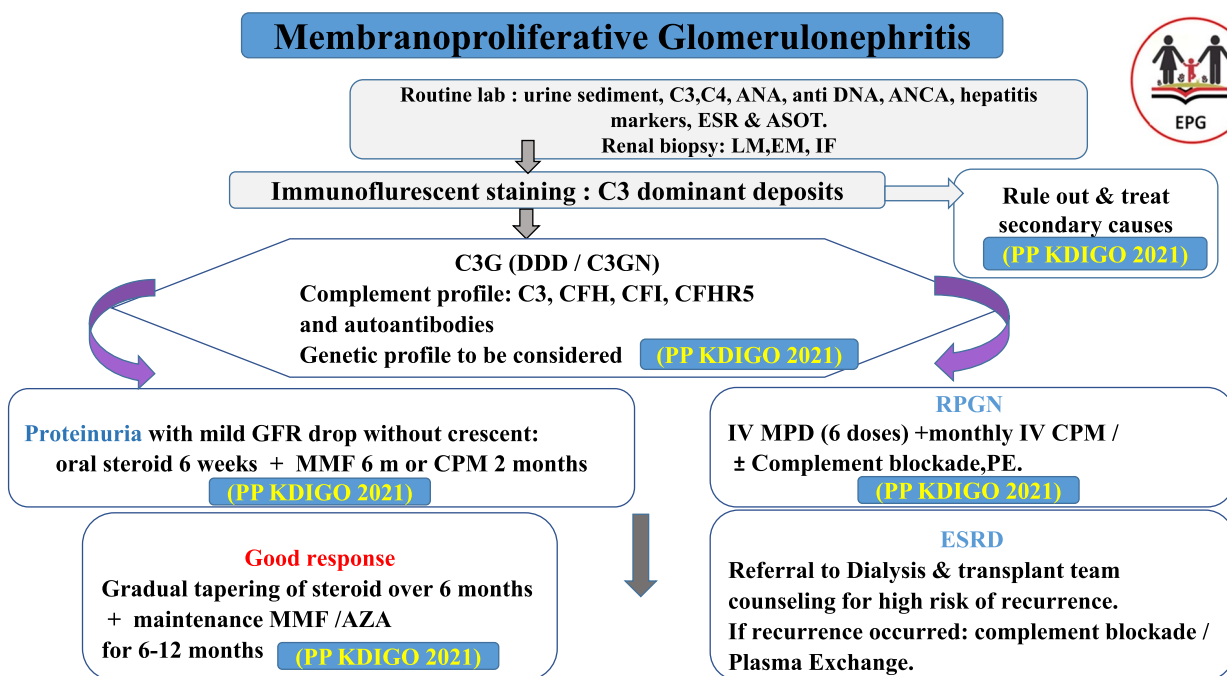 Membranoproliferative Glomerulonephritis
Routine lab : urine sediment, C3,C4, ANA, anti DNA, ANCA, hepatitis
markers, ESR & ASOT.
Renal biopsy: LM,EM, IF
EPG
Immunoflurescent staining : C3 dominant deposits
Rule out & treat
secondary causes
(PP KDIGO 2021)
C3G (DDD / C3GN)
Complement profile: C3, CFH, CFI, CFHR5
and autoantibodies
Genetic profile to be considered (PP KDIGO 2021)
Proteinuria with mild GFR drop without crescent:
oral steroid 6 weeks + MMF 6 m or CPM 2 months
(PP KDIGO 2021)
RPGN
IV MPD (6 doses) +monthly IV CPM /
± Complement blockade,PE.
(PP KDIGO 2021)
Good response
Gradual tapering of steroid over 6 months
+ maintenance MMF /AZA
for 6-12 months (PP KDIGO 2021)
ESRD
Referral to Dialysis & transplant team
counseling for high risk of recurrence.
If recurrence occurred: complement blockade /
Plasma Exchange.